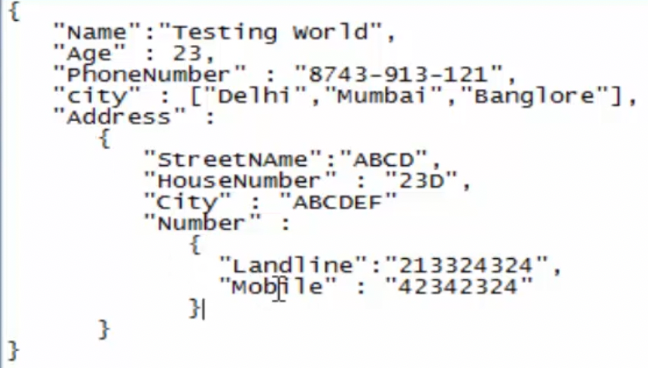 {
"Name":"Testing World",
"Age" : 23,
"PhoneNumber" : "8743-913-121",
"city" : ["Delhi","Mumbai","Banglore"],
"Address" :
{
"StreetNAme":"ABCD",
"HouseNumber" : "23D",
"City" : "ABCDEF"
"Number" :
{
"Landline":"213324324",
"Mobile" : "42342324"
}
}
}